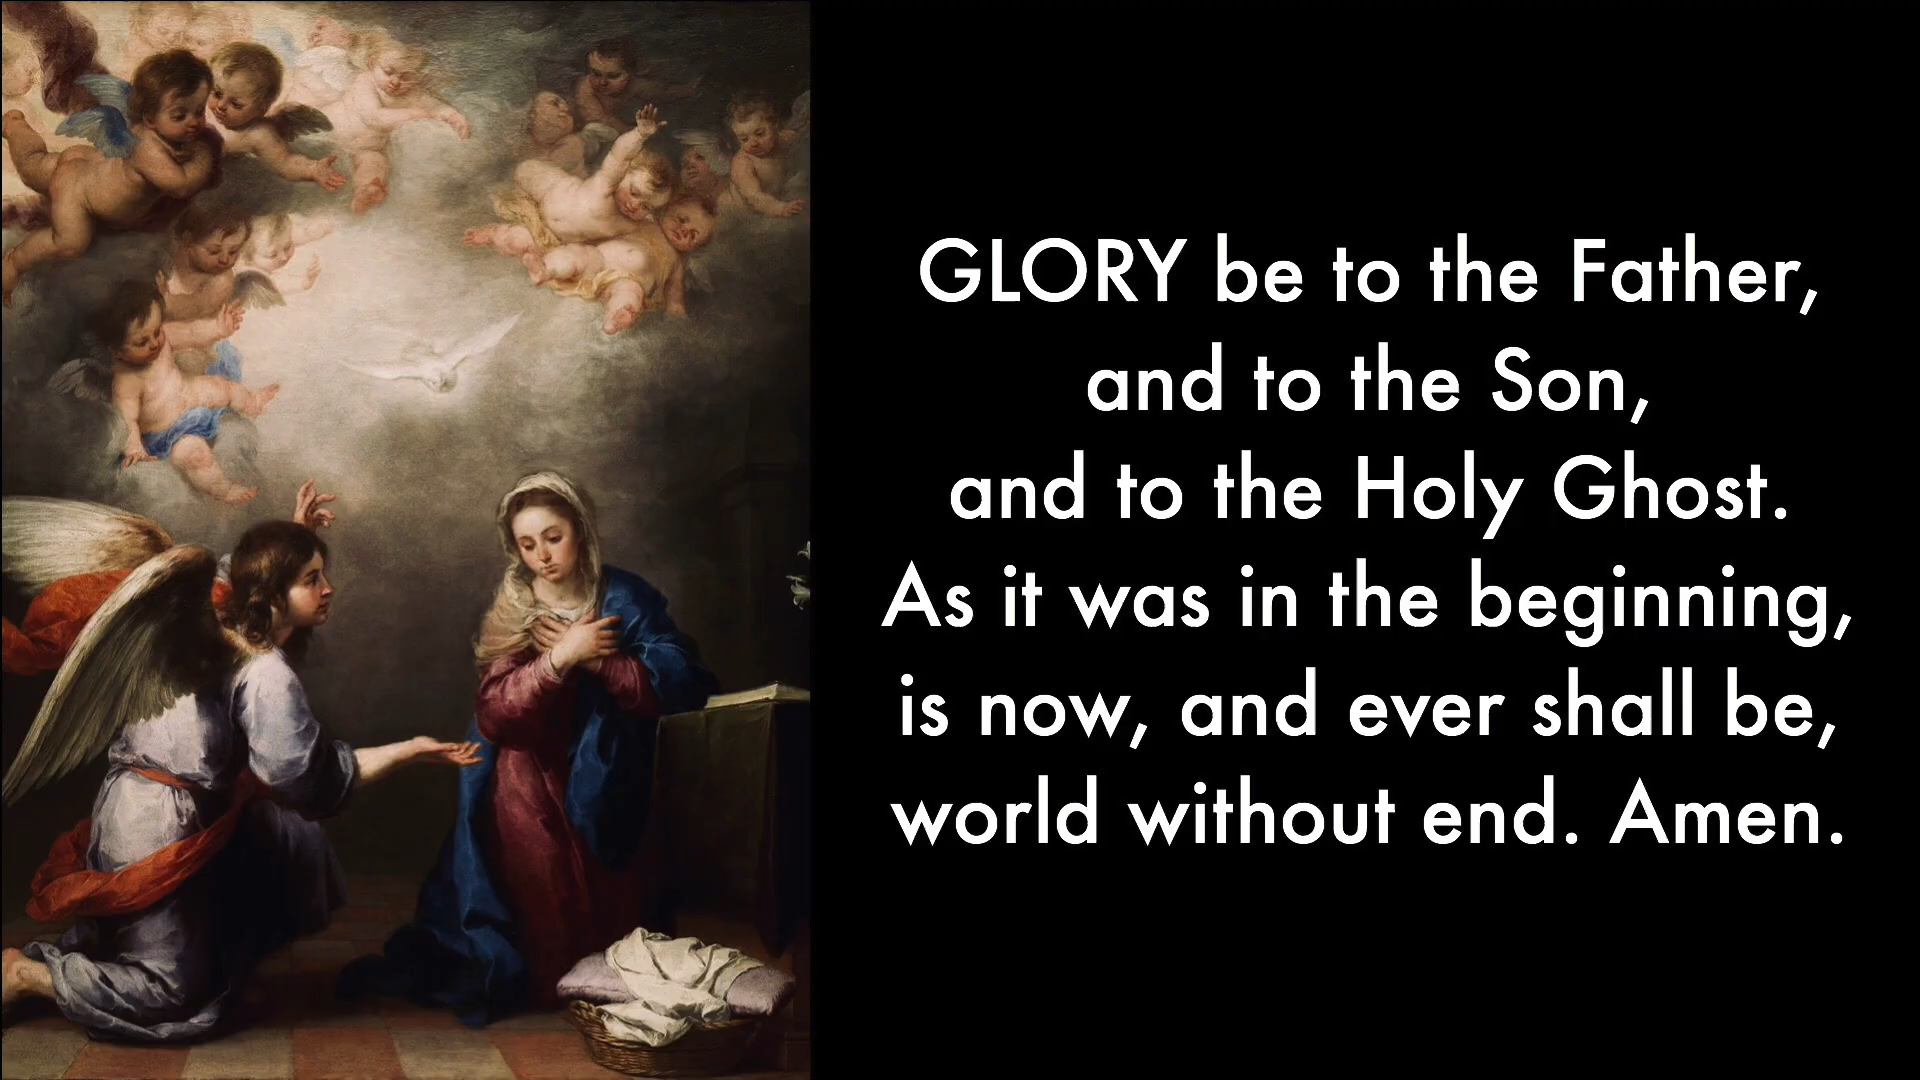 GLORY be to the Father,
and to the Son,
and to the Holy Ghost.
As it was in the beginning,
is now, and ever shall be,
world without end. Amen.